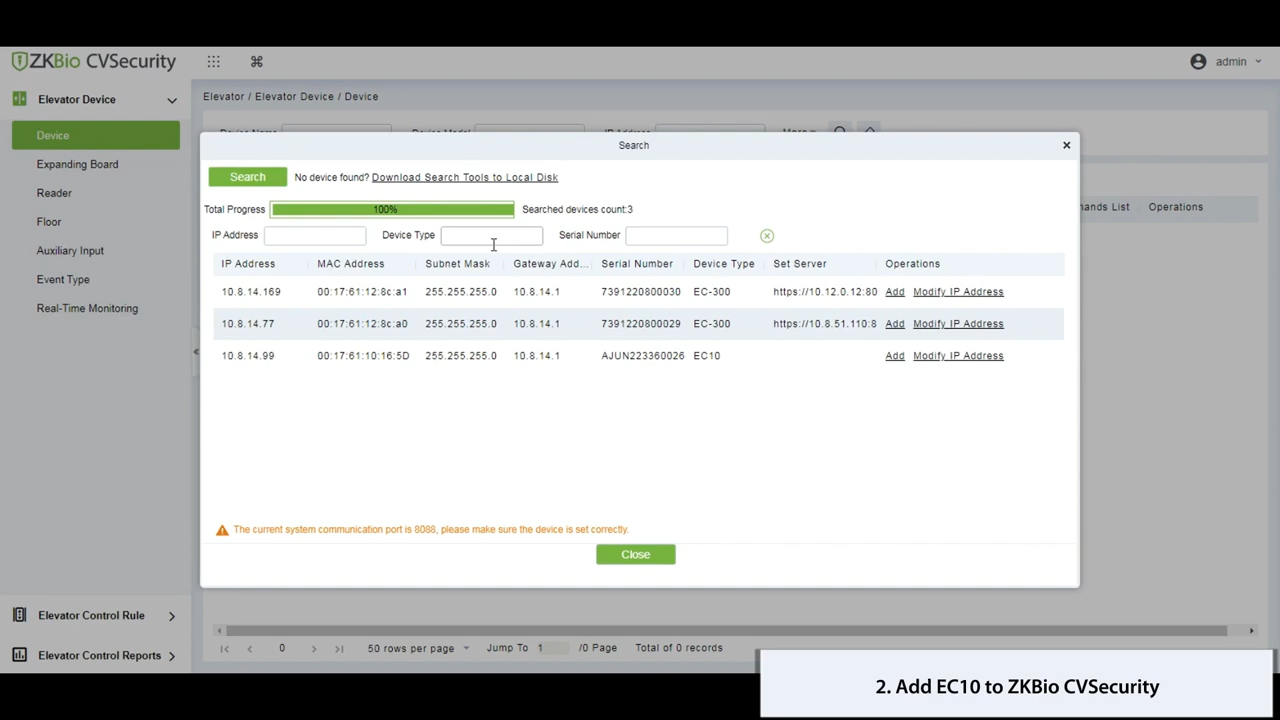 ZKBio CVSecurity
admin
Elevator Device
Elevator / Elevator Device / Device
Device
Expanding Board
Reader
Floor
Auxiliary Input
Event Type
Real-Time Monitoring
Elevator Control Rule
Elevator Control Reports
Device Name Device Model IP Address More
Search
Search No device found? Download Search Tools to Local Disk
Total Progress 100% Searched devices count:3
IP Address Device Type Serial Number
IP Address MAC Address Subnet Mask Gateway Add... Serial Number Device Type Set Server Operations
10.8.14.169 00:17:61:12:8c:a1 255.255.255.0 10.8.14.1 7391220800030 EC-300 https://10.12.0.12:80 Add Modify IP Address
10.8.14.77 00:17:61:12:8c:a0 255.255.255.0 10.8.14.1 7391220800029 EC-300 https://10.8.51.110:8 Add Modify IP Address
10.8.14.99 00:17:61:10:16:5D 255.255.255.0 10.8.14.1 AJUN223360026 EC10 Add Modify IP Address
The current system communication port is 8088, please make sure the device is set correctly.
Close
List Operations
0 50 rows per page Jump To 1 /0 Page Total of 0 records
2. Add EC10 to ZKBio CVSecurity